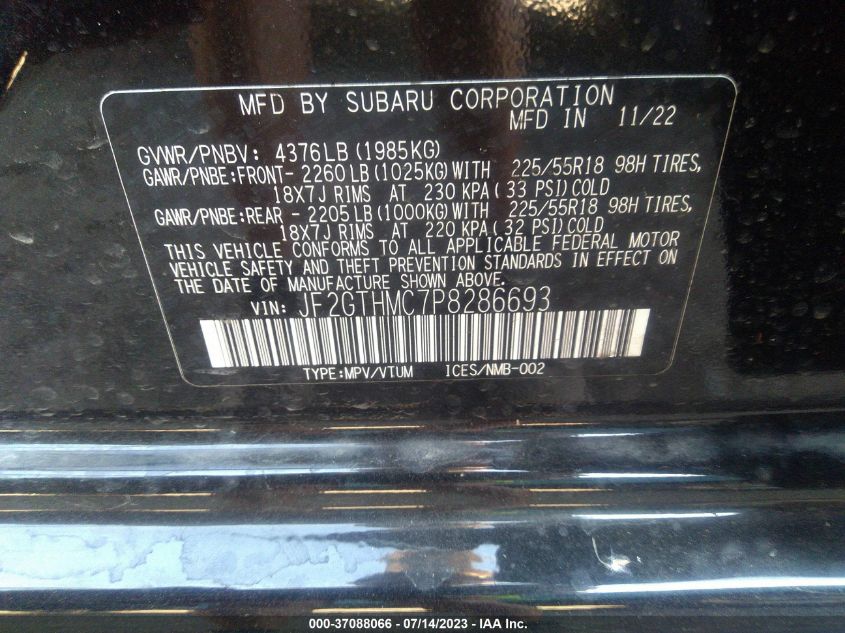 MFD BY SUBARU CORPORATION
MFD IN 11/22
GVWR/PNBV: 4376LB (1985KG)
GAWR/PNBE:FRONT- 2260LB (1025KG) WITH 225/55R18 98H TIRES,
18X7J RIMS AT 230 KPA( 33 PSI) COLD
GAWR/PNBE:REAR - 2205LB (1000KG) WITH 225/55R18 98H TIRES,
18X7J RIMS AT 220 KPA( 32 PSI) COLD
THIS VEHICLE CONFORMS TO ALL APPLICABLE FEDERAL MOTOR
VEHICLE SAFETY AND THEFT PREVENTION STANDARDS IN EFFECT ON
THE DATE OF MANUFACTURE SHOWN ABOVE.
VIN: JF2GTHMC7P8286693
TYPE:MPV/VTUM ICES/NMB-002
000-37088066 - 07/14/2023 - IAA Inc.